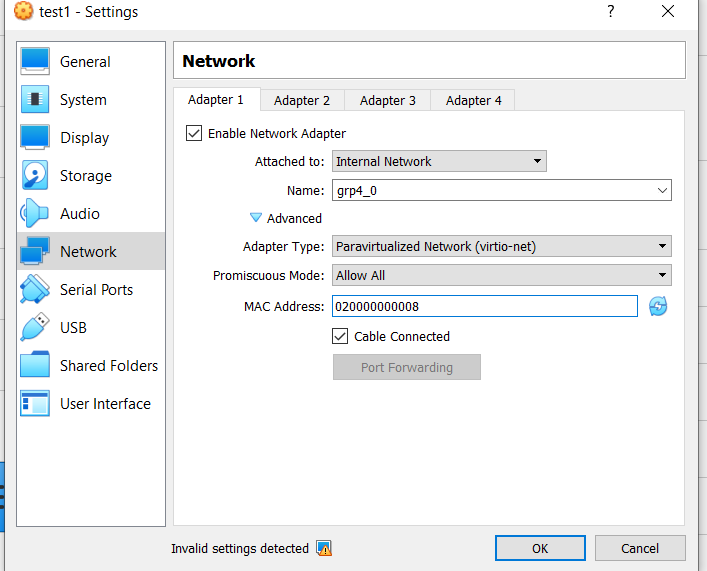 test1 - Settings
?
General
System
Display
Storage
Audio
Network
Serial Ports
USB
Shared Folders
User Interface
Network
Adapter 1 Adapter 2 Adapter 3 Adapter 4
Enable Network Adapter
Attached to: Internal Network
Name: grp4_0
Advanced
Adapter Type: Paravirtualized Network (virtio-net)
Promiscuous Mode: Allow All
MAC Address: 020000000008
Cable Connected
Port Forwarding
Invalid settings detected
OK Cancel